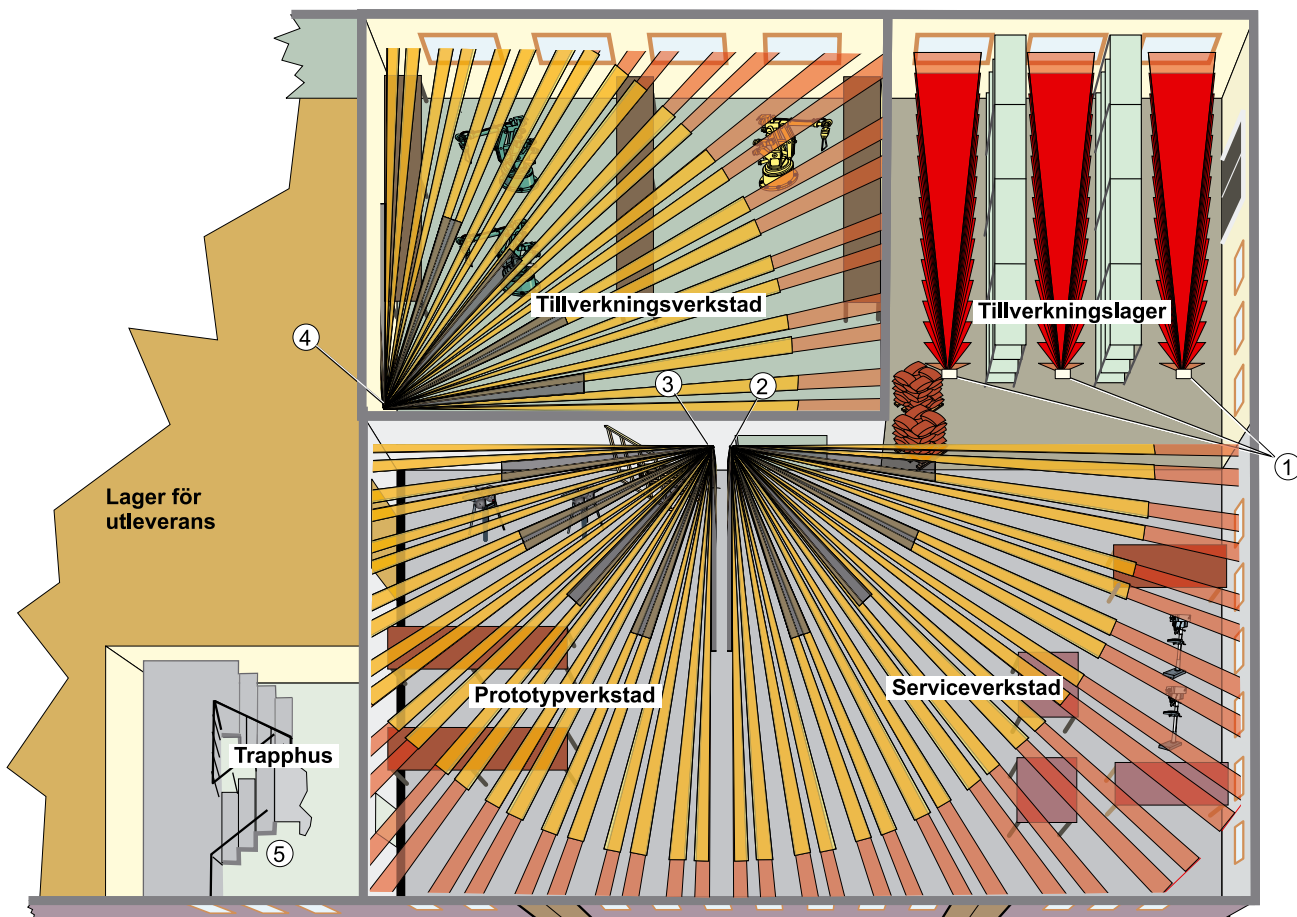 Tillverkningsverkstad
Tillverkningslager
4
3
2
1
Lager för
utleverans
Prototypverkstad
Serviceverkstad
Trapphus
5